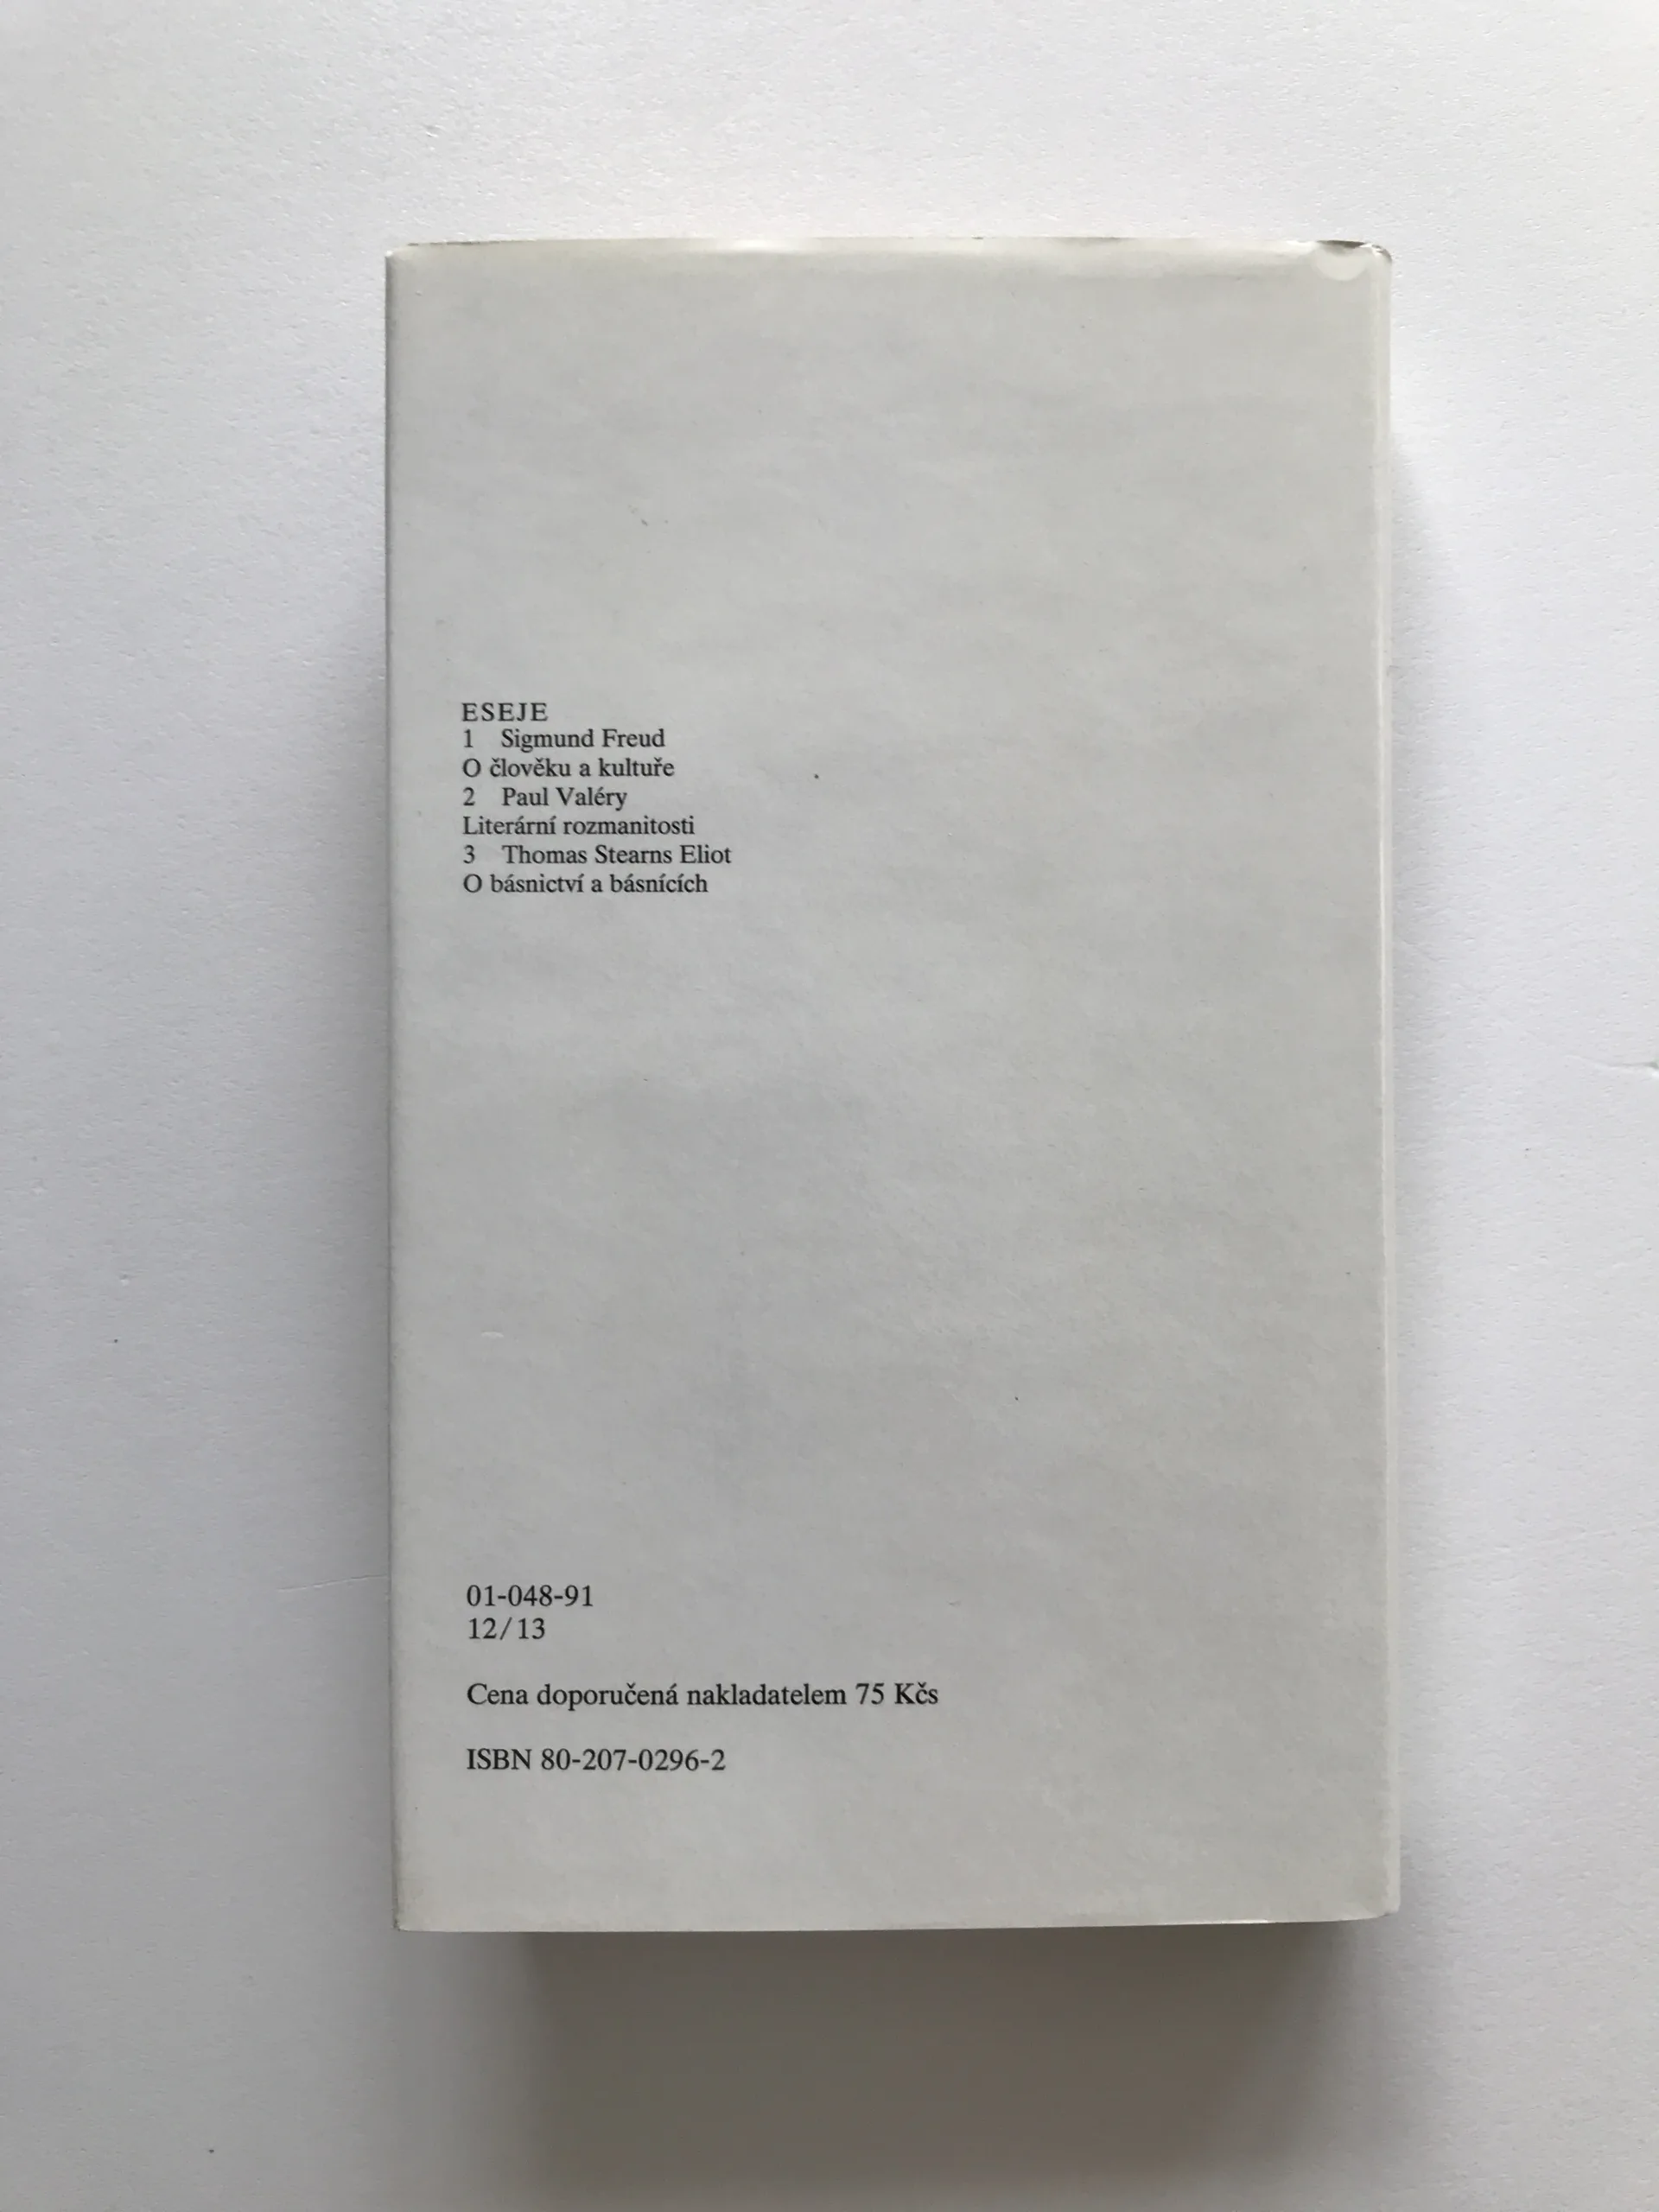 ESEJE
1 Sigmund Freud
O člověku a kultuře
2 Paul Valéry
Literární rozmanitosti
3 Thomas Stearns Eliot
O básnictví a básnících
01-048-91
12/13
Cena doporučená nakladatelem 75 Kčs
ISBN 80-207-0296-2